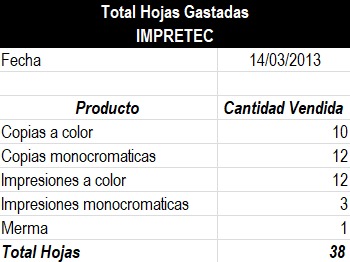 Total Hojas Gastadas
IMPRETEC
Fecha 14/03/2013
Producto Cantidad Vendida
Copias a color 10
Copias monocromaticas 12
Impresiones a color 12
Impresiones monocromaticas 3
Merma 1
Total Hojas 38